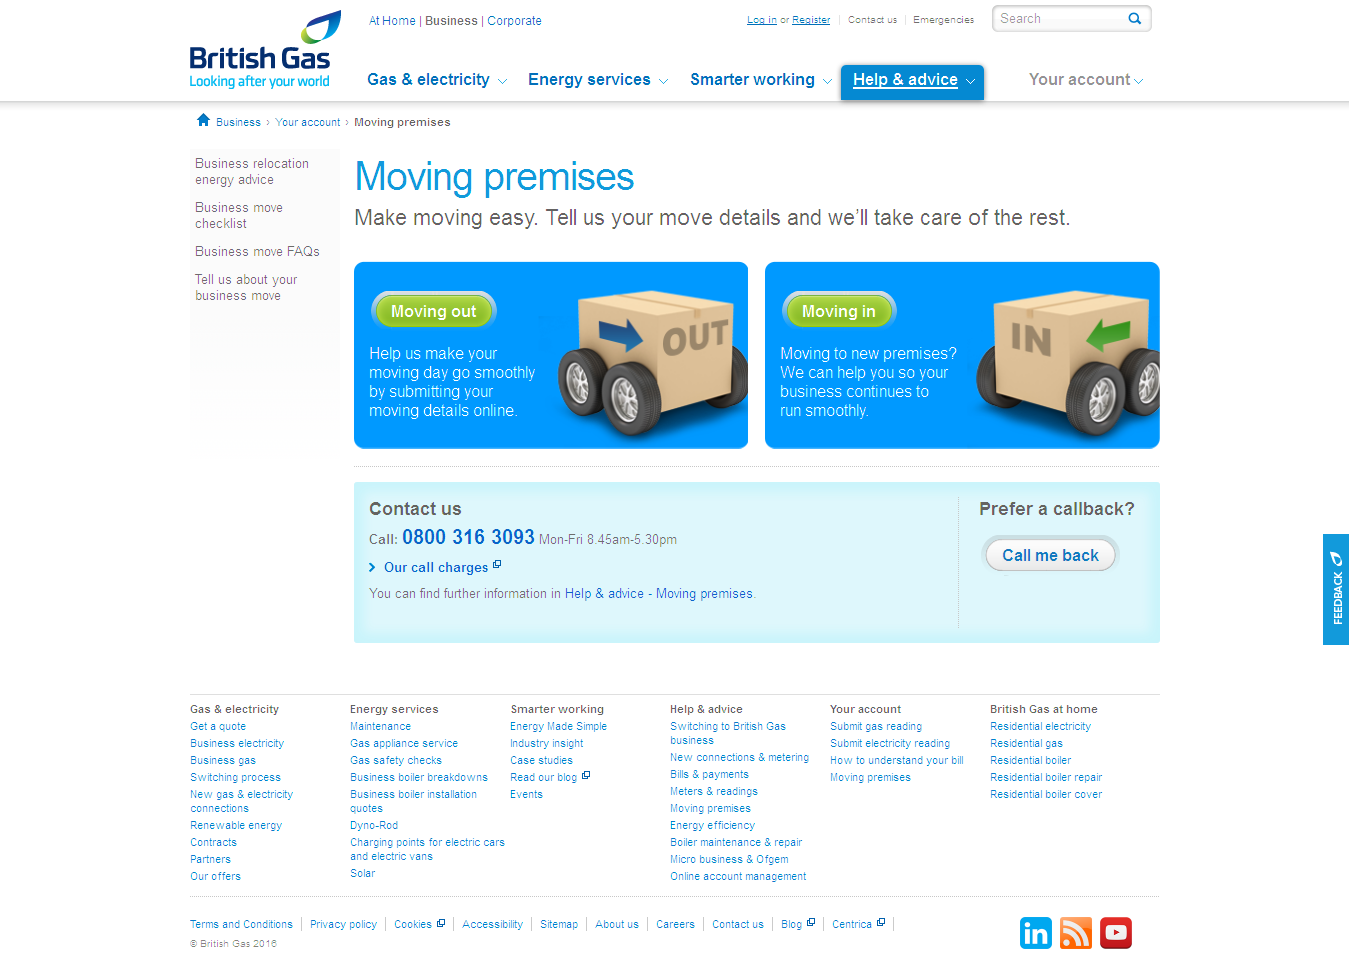 British Gas
Looking after your world
At Home | Business | Corporate
Log in or Register
Contact us
Emergencies
Search
Gas & electricity
Energy services
Smarter working
Help & advice
Your account
Business › Your account › Moving premises
Business relocation
energy advice
Business move
checklist
Business move FAQs
Tell us about your
business move
Moving premises
Make moving easy. Tell us your move details and we'll take care of the rest.
Moving out
Help us make your
moving day go smoothly
by submitting your
moving details online.
OUT
Moving in
Moving to new premises?
We can help you so your
business continues to
run smoothly.
IN
Contact us
Call: 0800 316 3093 Mon-Fri 8.45am-5.30pm
Our call charges
You can find further information in Help & advice - Moving premises.
Prefer a callback?
Call me back
FEEDBACK
Gas & electricity
Get a quote
Business electricity
Business gas
Switching process
New gas & electricity
connections
Renewable energy
Contracts
Partners
Our offers
Energy services
Maintenance
Gas appliance service
Gas safety checks
Business boiler breakdowns
Business boiler installation
quotes
Dyno-Rod
Charging points for electric cars
and electric vans
Solar
Smarter working
Energy Made Simple
Industry insight
Case studies
Read our blog
Events
Help & advice
Switching to British Gas
business
New connections & metering
Bills & payments
Meters & readings
Moving premises
Energy efficiency
Boiler maintenance & repair
Micro business & Ofgem
Online account management
Your account
Submit gas reading
Submit electricity reading
How to understand your bill
Moving premises
British Gas at home
Residential electricity
Residential gas
Residential boiler
Residential boiler repair
Residential boiler cover
Terms and Conditions
Privacy policy
Cookies
Accessibility
Sitemap
About us
Careers
Contact us
Blog
Centrica
© British Gas 2016
in